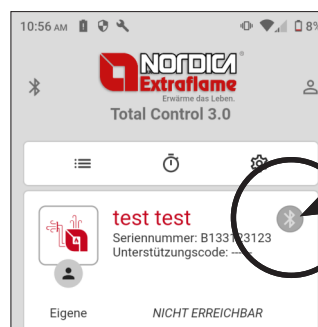 10:56 AM
8%
NORDICA®
Extraflame
Erwärme das Leben.
Total Control 3.0
test test
Seriennummer: B133123123
Unterstützungscode: -----
Eigene
NICHT ERREICHBAR